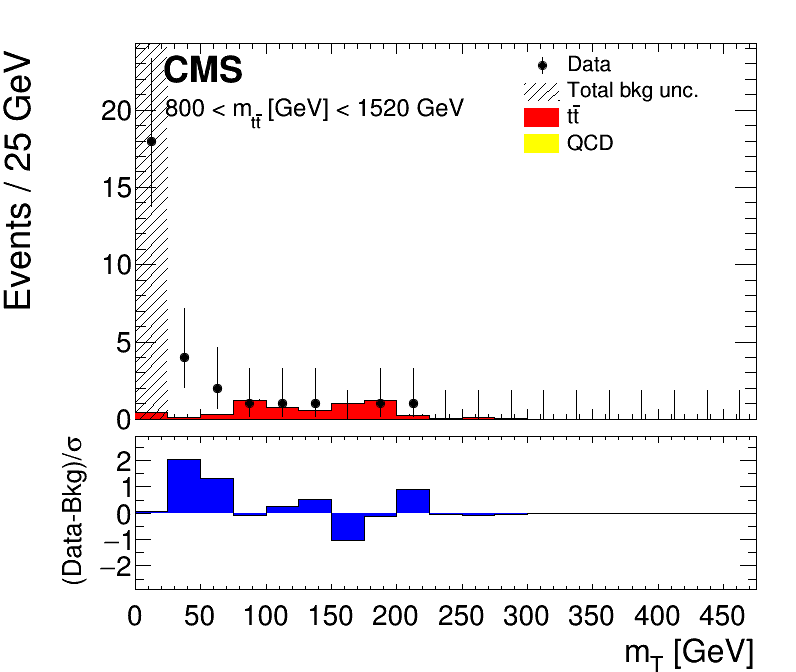 CMS
800 < m_tt̄ [GeV] < 1520 GeV
Data
Total bkg unc.
tt̄
QCD
Events / 25 GeV
20
15
10
5
0
(Data-Bkg)/σ
2
1
0
−1
−2
0 50 100 150 200 250 300 350 400 450
m_T [GeV]